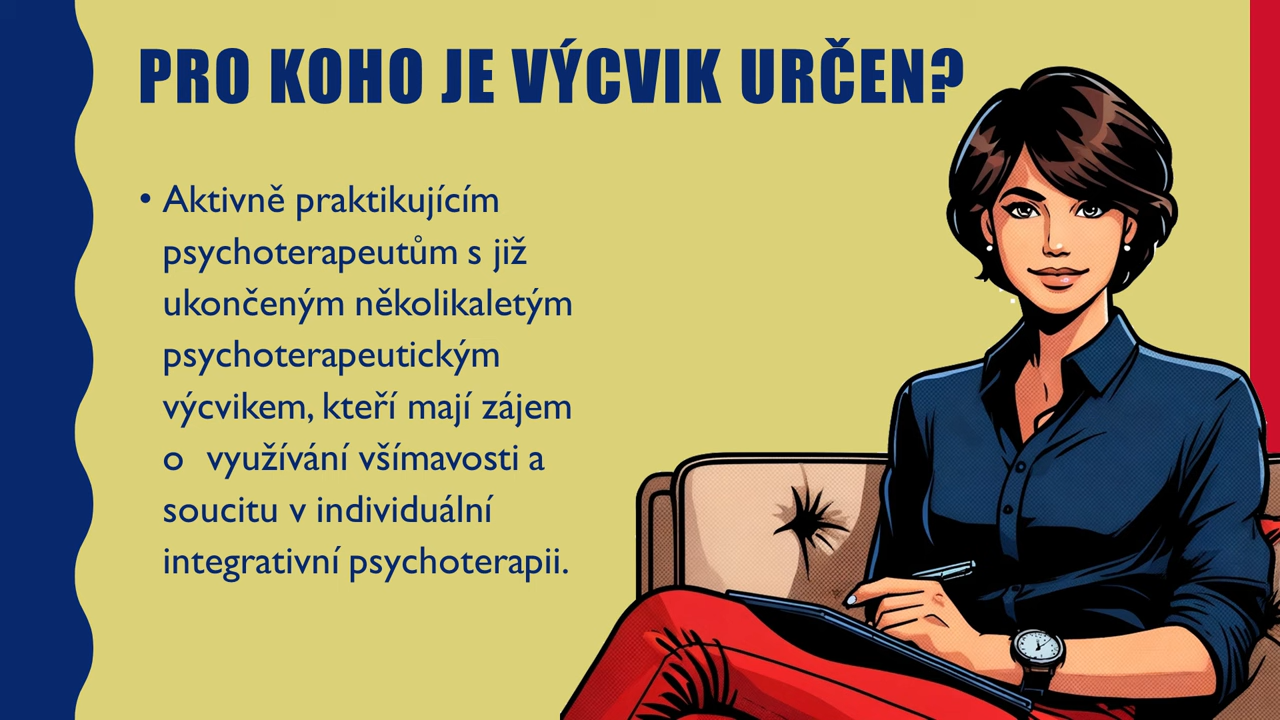 PRO KOHO JE VÝCVIK URČEN?
• Aktivně praktikujícím
psychoterapeutům s již
ukončeným několikaletým
psychoterapeutickým
výcvikem, kteří mají zájem
o  využívání všímavosti a
soucitu v individuální
integrativní psychoterapii.